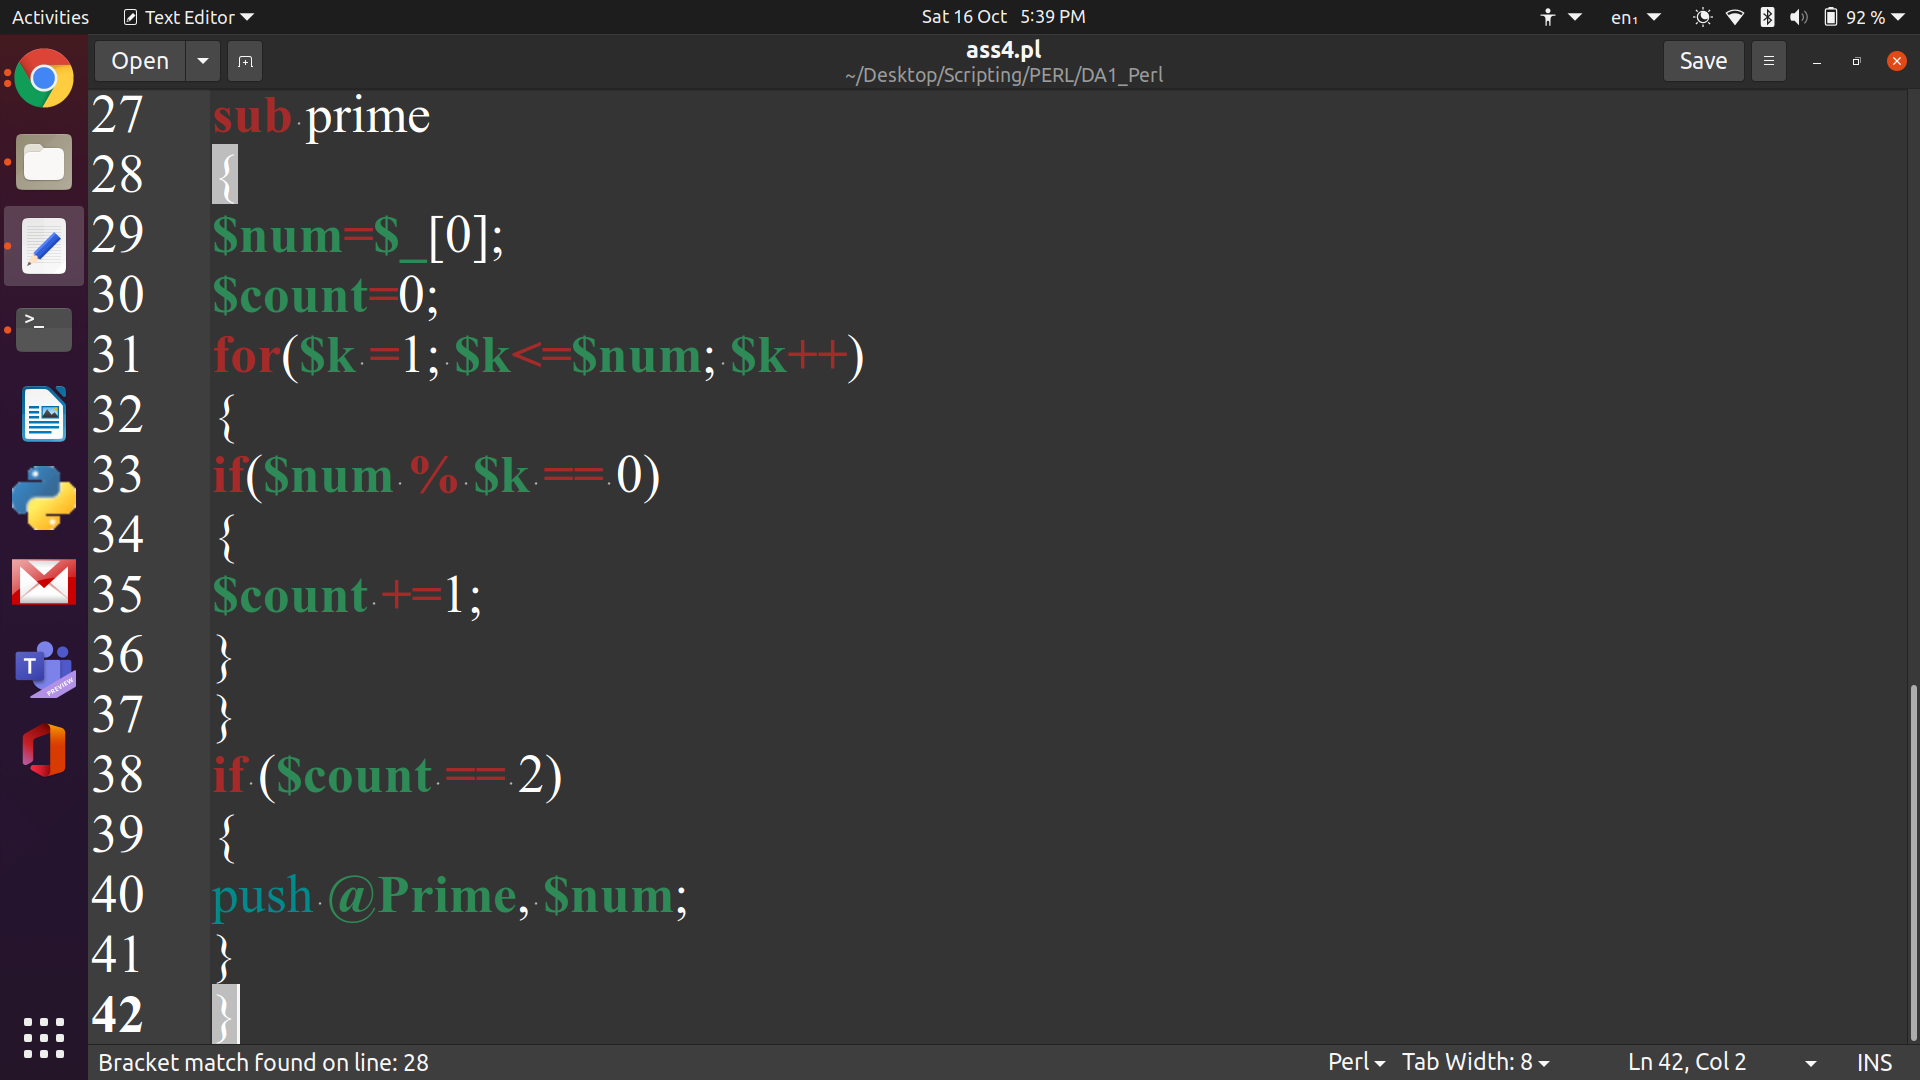 Activities Text Editor Sat 16 Oct 5:39 PM en₁ 92 %
Open ass4.pl Save
~/Desktop/Scripting/PERL/DA1_Perl
27 sub prime
28 {
29 $num=$_[0];
30 $count=0;
31 for($k =1; $k<=$num; $k++)
32 {
33 if($num % $k == 0)
34 {
35 $count +=1;
36 }
37 }
38 if ($count == 2)
39 {
40 push @Prime, $num;
41 }
42 }
>_
T
PREVIEW
Bracket match found on line: 28 Perl Tab Width: 8 Ln 42, Col 2 INS